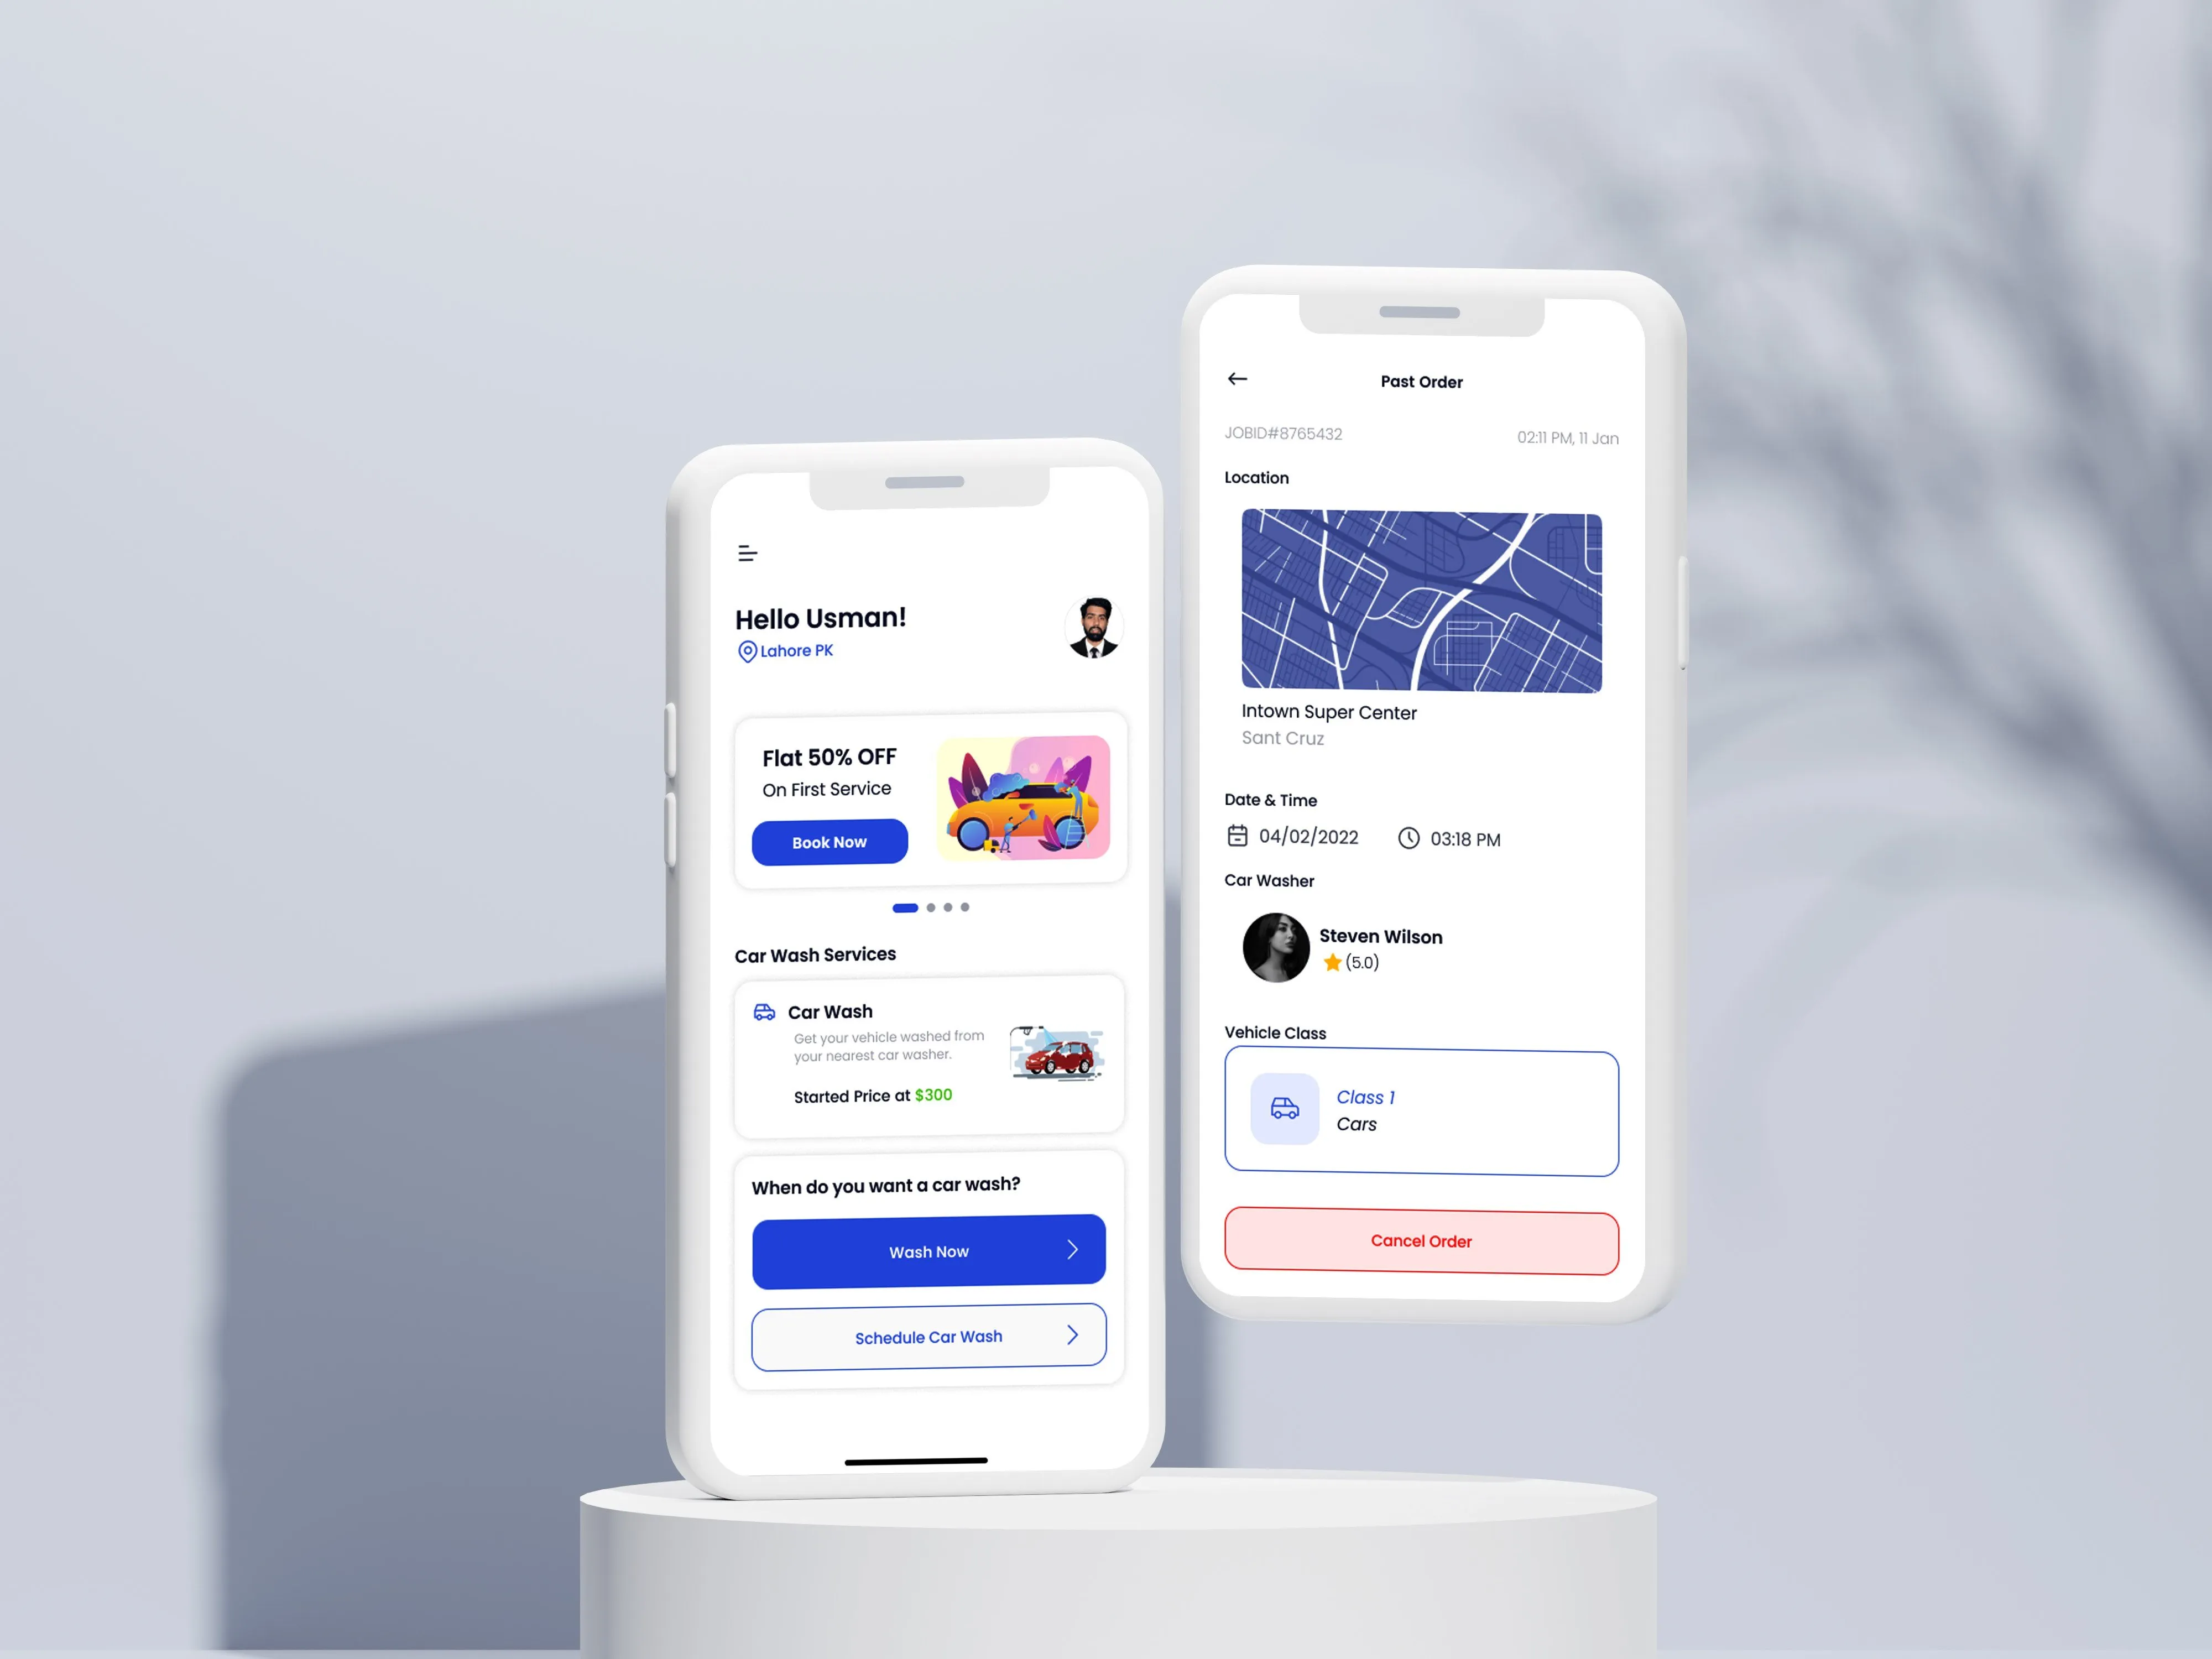 Hello Usman!
Lahore PK
Flat 50% OFF
On First Service
Book Now
Car Wash Services
Car Wash
Get your vehicle washed from
your nearest car washer.
Started Price at $300
When do you want a car wash?
Wash Now
Schedule Car Wash
Past Order
JOBID#8765432
02:11 PM, 11 Jan
Location
Intown Super Center
Sant Cruz
Date & Time
04/02/2022
03:18 PM
Car Washer
Steven Wilson
(5.0)
Vehicle Class
Class 1
Cars
Cancel Order